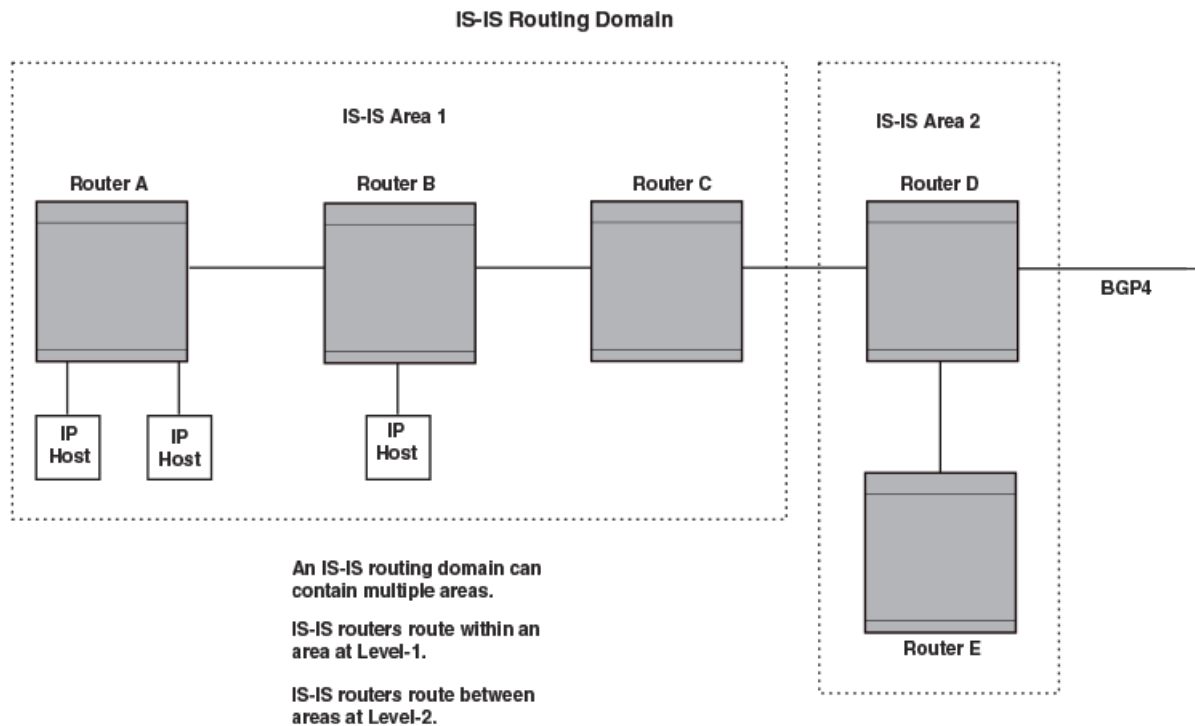 IS-IS Routing Domain
IS-IS Area 1
IS-IS Area 2
Router A
Router B
Router C
Router D
BGP4
IP
Host
IP
Host
IP
Host
Router E
An IS-IS routing domain can
contain multiple areas.
IS-IS routers route within an
area at Level-1.
IS-IS routers route between
areas at Level-2.